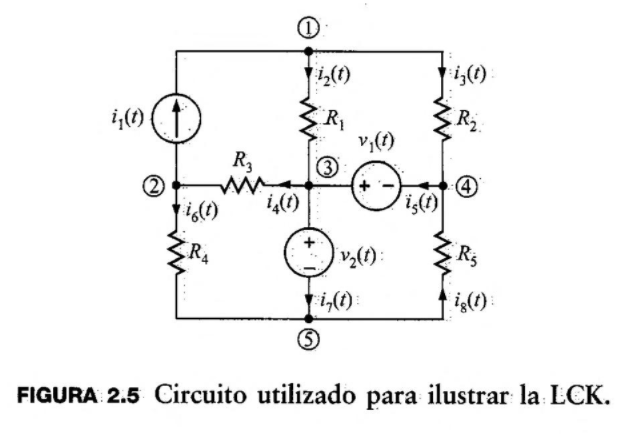 ①
i₂(t)
i₃(t)
i₁(t)
R₁
R₂
v₁(t)
R₃
②
③
+ −
④
i₄(t)
i₅(t)
i₆(t)
R₄
+
v₂(t)
−
R₅
i₇(t)
i₈(t)
⑤
FIGURA 2.5 Circuito utilizado para ilustrar la LCK.